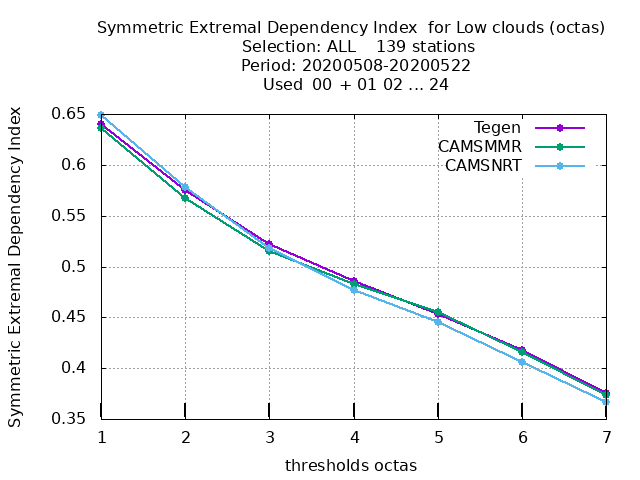 Symmetric Extremal Dependency Index  for Low clouds (octas)
Selection: ALL    139 stations
Period: 20200508-20200522
Used  00 + 01 02 ... 24
Symmetric Extremal Dependency Index
0.65
0.6
0.55
0.5
0.45
0.4
0.35
Tegen
CAMSMMR
CAMSNRT
1 2 3 4 5 6 7
thresholds octas